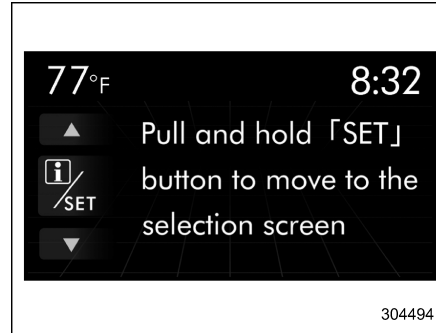 77°F 8:32
Pull and hold「SET」
button to move to the
i/SET
selection screen
304494